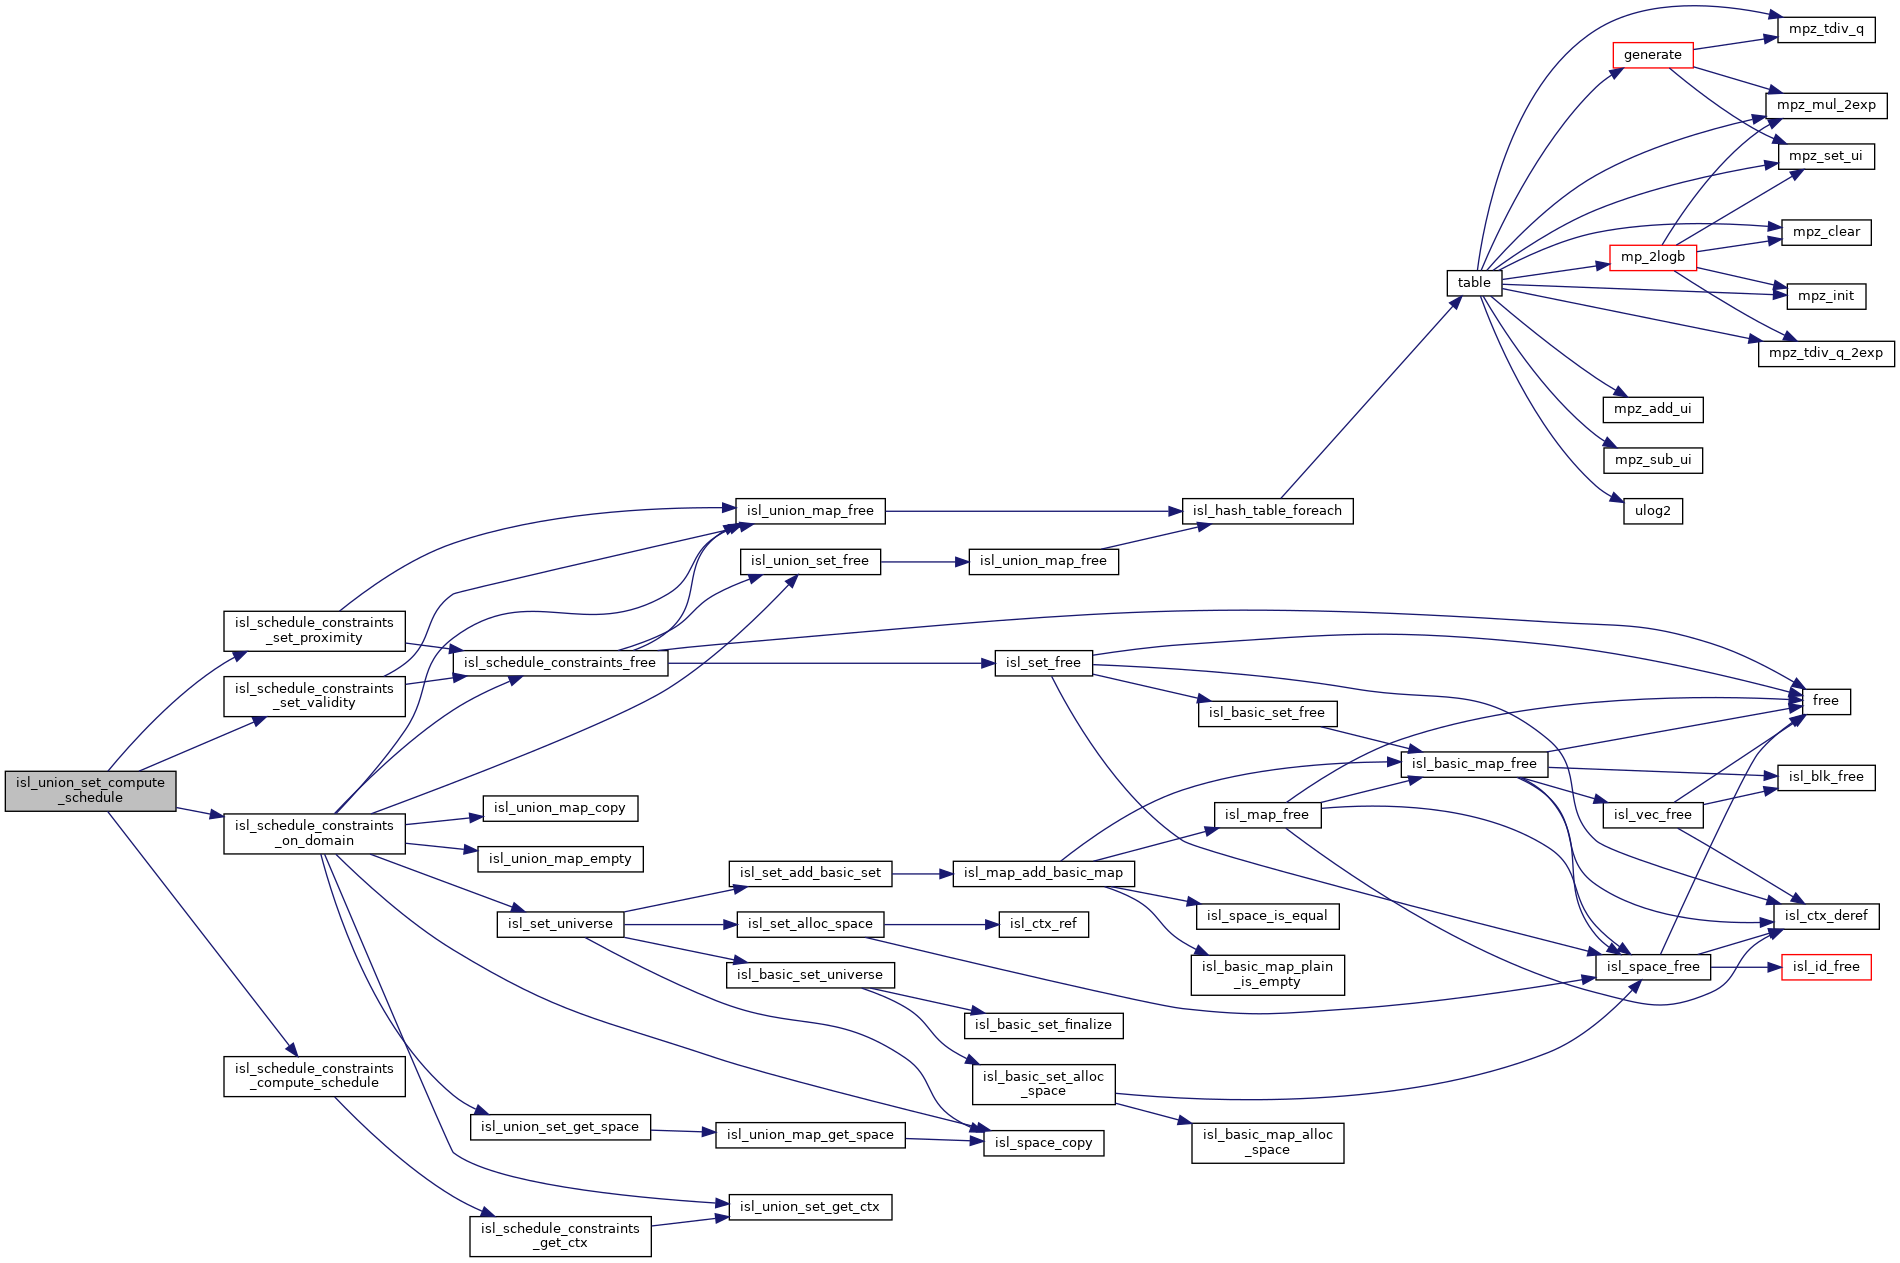 mpz_tdiv_q
generate
mpz_mul_2exp
mpz_set_ui
mpz_clear
mp_2logb
table
mpz_init
mpz_tdiv_q_2exp
mpz_add_ui
mpz_sub_ui
isl_union_map_free
isl_hash_table_foreach
ulog2
isl_union_set_free
isl_union_map_free
isl_schedule_constraints
_set_proximity
isl_schedule_constraints_free
isl_set_free
isl_schedule_constraints
_set_validity
free
isl_basic_set_free
isl_basic_map_free
isl_blk_free
isl_union_set_compute
_schedule
isl_union_map_copy
isl_map_free
isl_vec_free
isl_schedule_constraints
_on_domain
isl_union_map_empty
isl_set_add_basic_set
isl_map_add_basic_map
isl_set_universe
isl_set_alloc_space
isl_ctx_ref
isl_space_is_equal
isl_ctx_deref
isl_basic_set_universe
isl_basic_map_plain
_is_empty
isl_space_free
isl_id_free
isl_basic_set_finalize
isl_schedule_constraints
_compute_schedule
isl_basic_set_alloc
_space
isl_union_set_get_space
isl_union_map_get_space
isl_space_copy
isl_basic_map_alloc
_space
isl_union_set_get_ctx
isl_schedule_constraints
_get_ctx